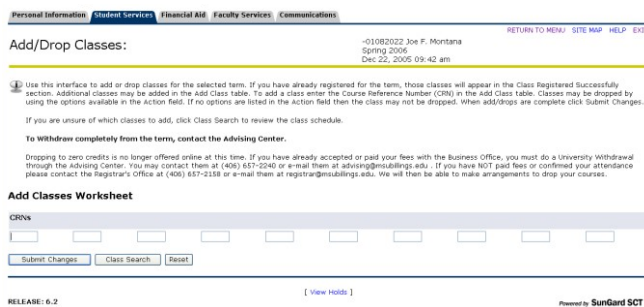 Personal Information Student Services Financial Aid Faculty Services Communications
RETURN TO MENU SITE MAP HELP EXI
Add/Drop Classes:
-01082022 Joe F. Montana
Spring 2006
Dec 22, 2005 09:42 am
Use this interface to add or drop classes for the selected term. If you have already registered for the term, those classes will appear in the Class Registered Successfully
section. Additional classes may be added in the Add Class table. To add a class enter the Course Reference Number (CRN) in the Add Class table. Classes may be dropped by
using the options available in the Action field. If no options are listed in the Action field then the class may not be dropped. When add/drops are complete click Submit Changes.
If you are unsure of which classes to add, click Class Search to review the class schedule.
To Withdraw completely from the term, contact the Advising Center.
Dropping to zero credits is no longer offered online at this time. If you have already accepted or paid your fees with the Business Office, you must do a University Withdrawal
through the Advising Center. You may contact them at (406) 657-2240 or e-mail them at advising@msubillings.edu . If you have NOT paid fees or confirmed your attendance
please contact the Registrar's Office at (406) 657-2158 or e-mail them at registrar@msubillings.edu. We will then be able to make arrangements to drop your courses.
Add Classes Worksheet
CRNs
Submit Changes Class Search Reset
[ View Holds ]
RELEASE: 6.2
Powered by SunGard SCT